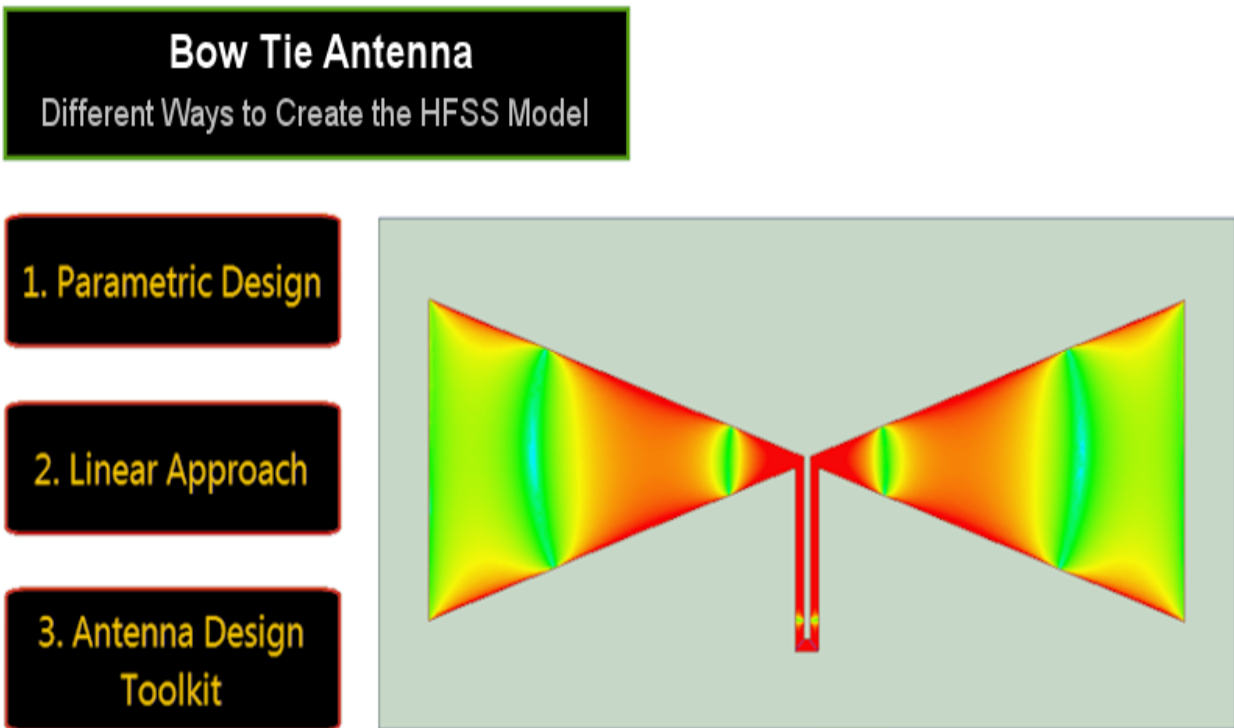 Bow Tie Antenna
Different Ways to Create the HFSS Model
1. Parametric Design
2. Linear Approach
3. Antenna Design
Toolkit